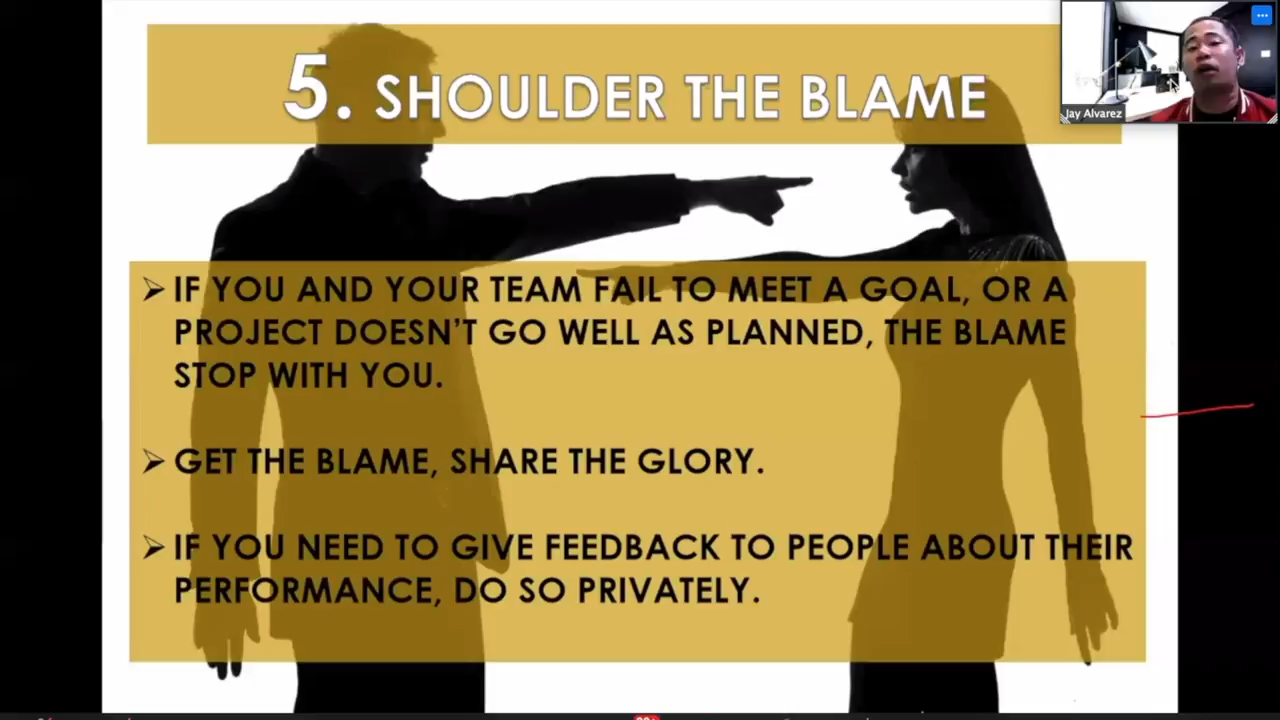 5. SHOULDER THE BLAME
Jay Alvarez
➢ IF YOU AND YOUR TEAM FAIL TO MEET A GOAL, OR A
PROJECT DOESN'T GO WELL AS PLANNED, THE BLAME
STOP WITH YOU.
➢ GET THE BLAME, SHARE THE GLORY.
➢ IF YOU NEED TO GIVE FEEDBACK TO PEOPLE ABOUT THEIR
PERFORMANCE, DO SO PRIVATELY.